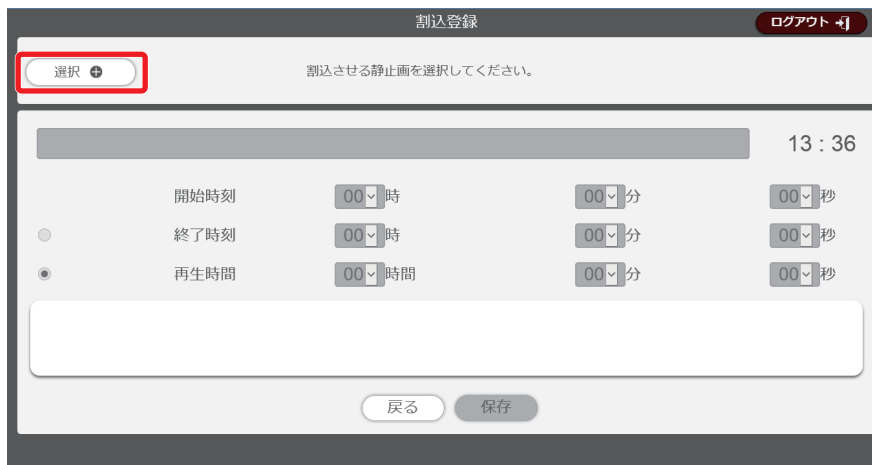 割込登録
ログアウト
選択
割込させる静止画を選択してください。
13 : 36
開始時刻 00 時 00 分 00 秒
終了時刻 00 時 00 分 00 秒
再生時間 00 時間 00 分 00 秒
戻る 保存